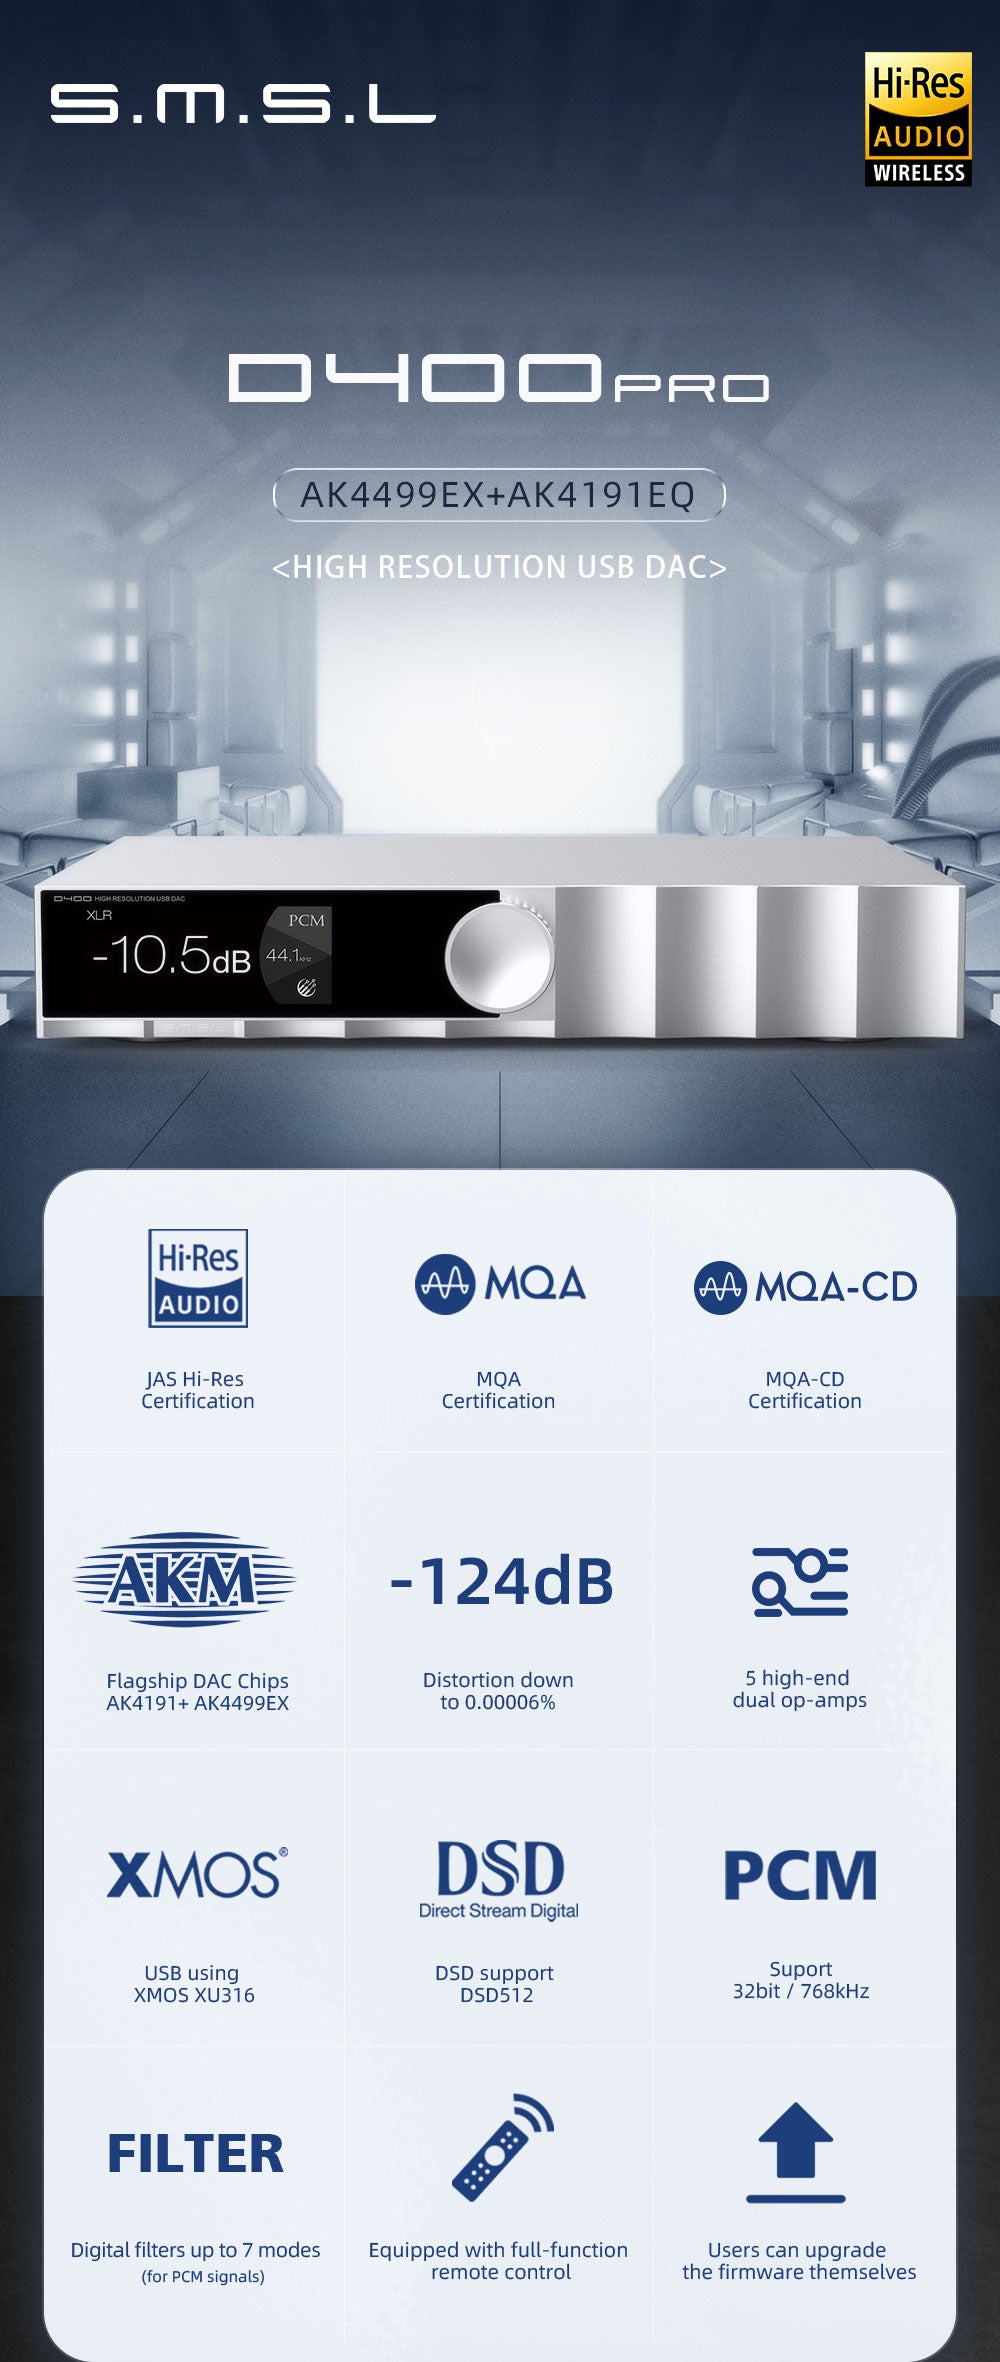 S.M.S.L
Hi-Res
AUDIO
WIRELESS
D400PRO
AK4499EX+AK4191EQ
<HIGH RESOLUTION USB DAC>
D400 HIGH RESOLUTION USB DAC
XLR
-10.5dB
PCM
44.1kHz
S.M.S.L
Hi-Res
AUDIO
MQA
MQA-CD
JAS Hi-Res
Certification
MQA
Certification
MQA-CD
Certification
AKM
-124dB
Flagship DAC Chips
AK4191+ AK4499EX
Distortion down
to 0.00006%
5 high-end
dual op-amps
XMOS®
DSD
Direct Stream Digital
PCM
USB using
XMOS XU316
DSD support
DSD512
Suport
32bit / 768kHz
FILTER
Digital filters up to 7 modes
(for PCM signals)
Equipped with full-function
remote control
Users can upgrade
the firmware themselves